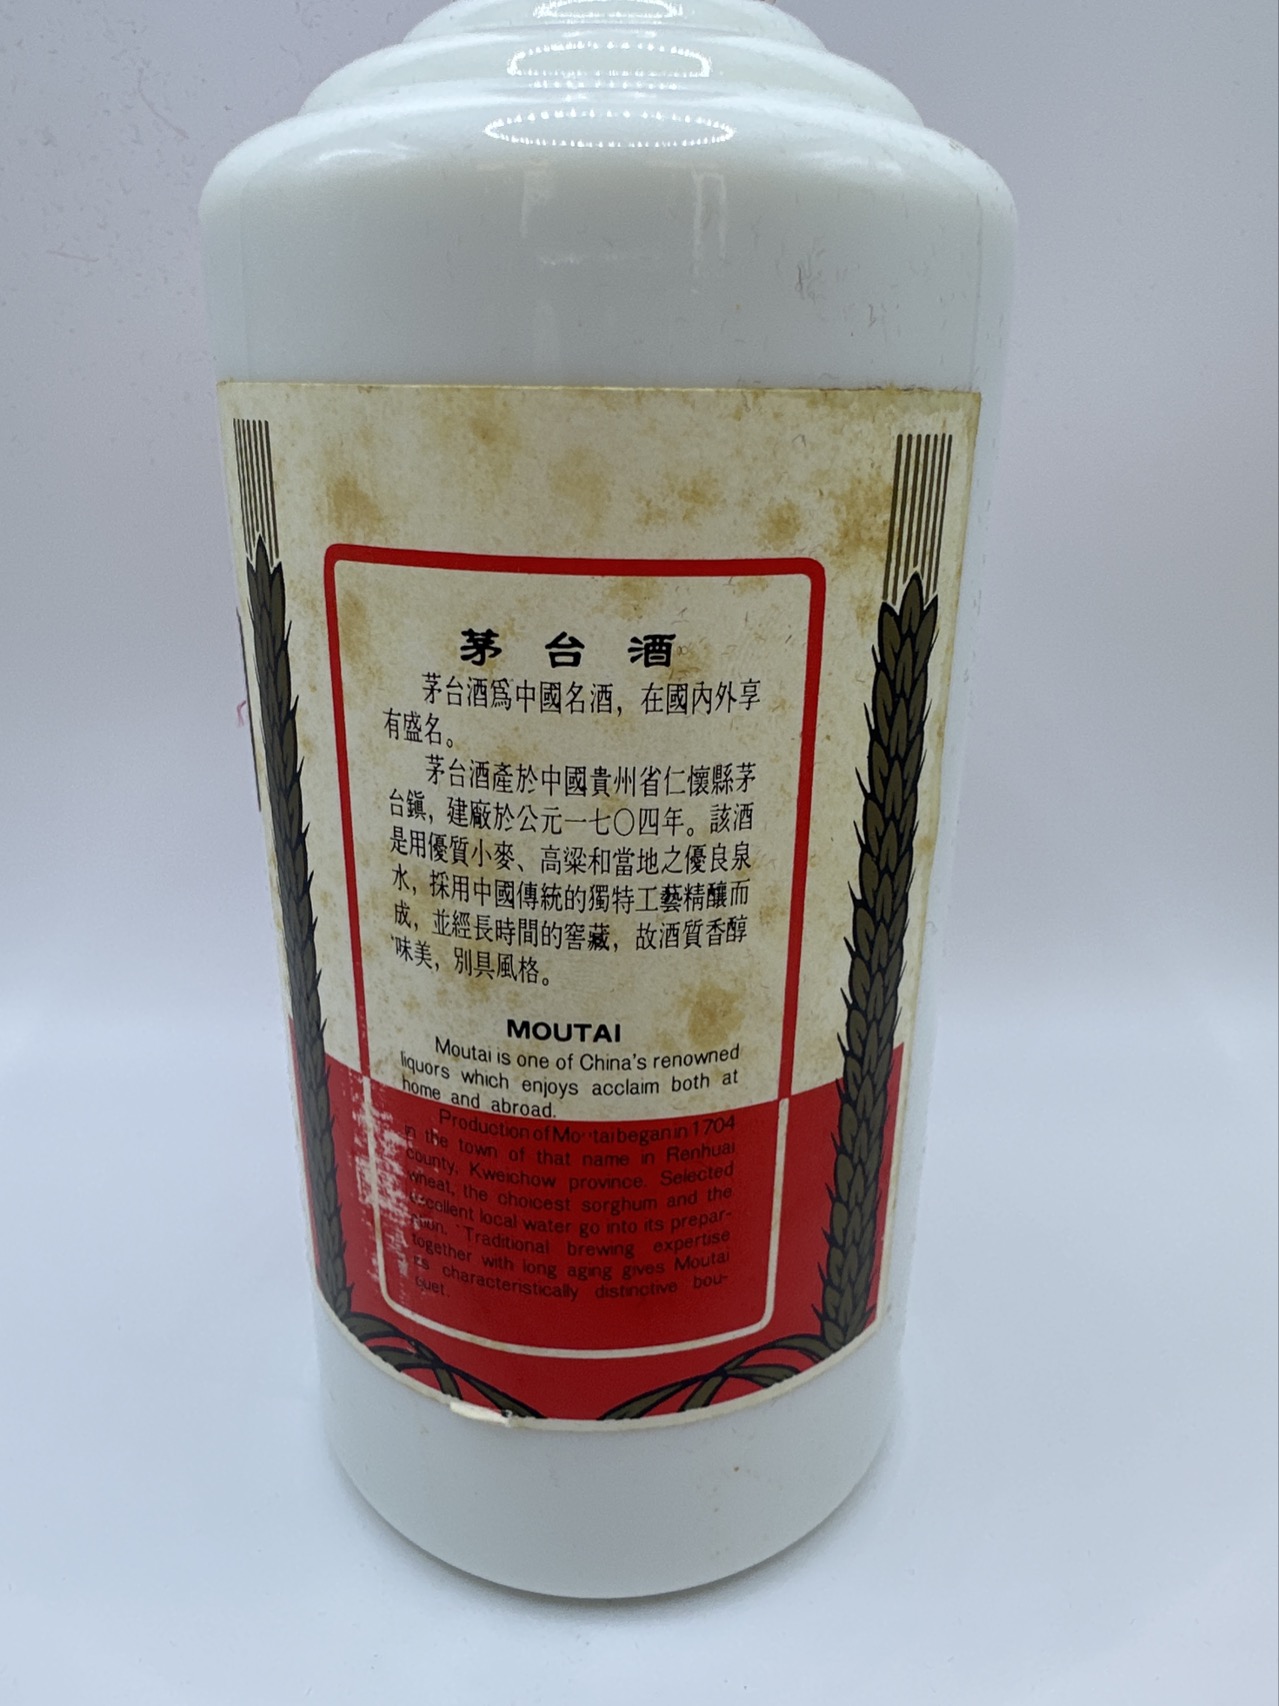 茅台酒
茅台酒爲中國名酒，在國內外享
有盛名。
茅台酒產於中國貴州省仁懷縣茅
台鎮，建廠於公元一七〇四年。該酒
是用優質小麥、高粱和當地之優良泉
水，採用中國傳統的獨特工藝精釀而
成，並經長時間的窖藏，故酒質香醇
味美，別具風格。
MOUTAI
Moutai is one of China's renowned
liquors which enjoys acclaim both at
home and abroad.
Production of Moutai began in 1704
in the town of that name in Renhuai
county, Kweichow province. Selected
wheat, the choicest sorghum and the
excellent local water go into its prepar-
Traditional brewing expertise
together with long aging gives Moutai
characteristically distinctive bou-
quet.